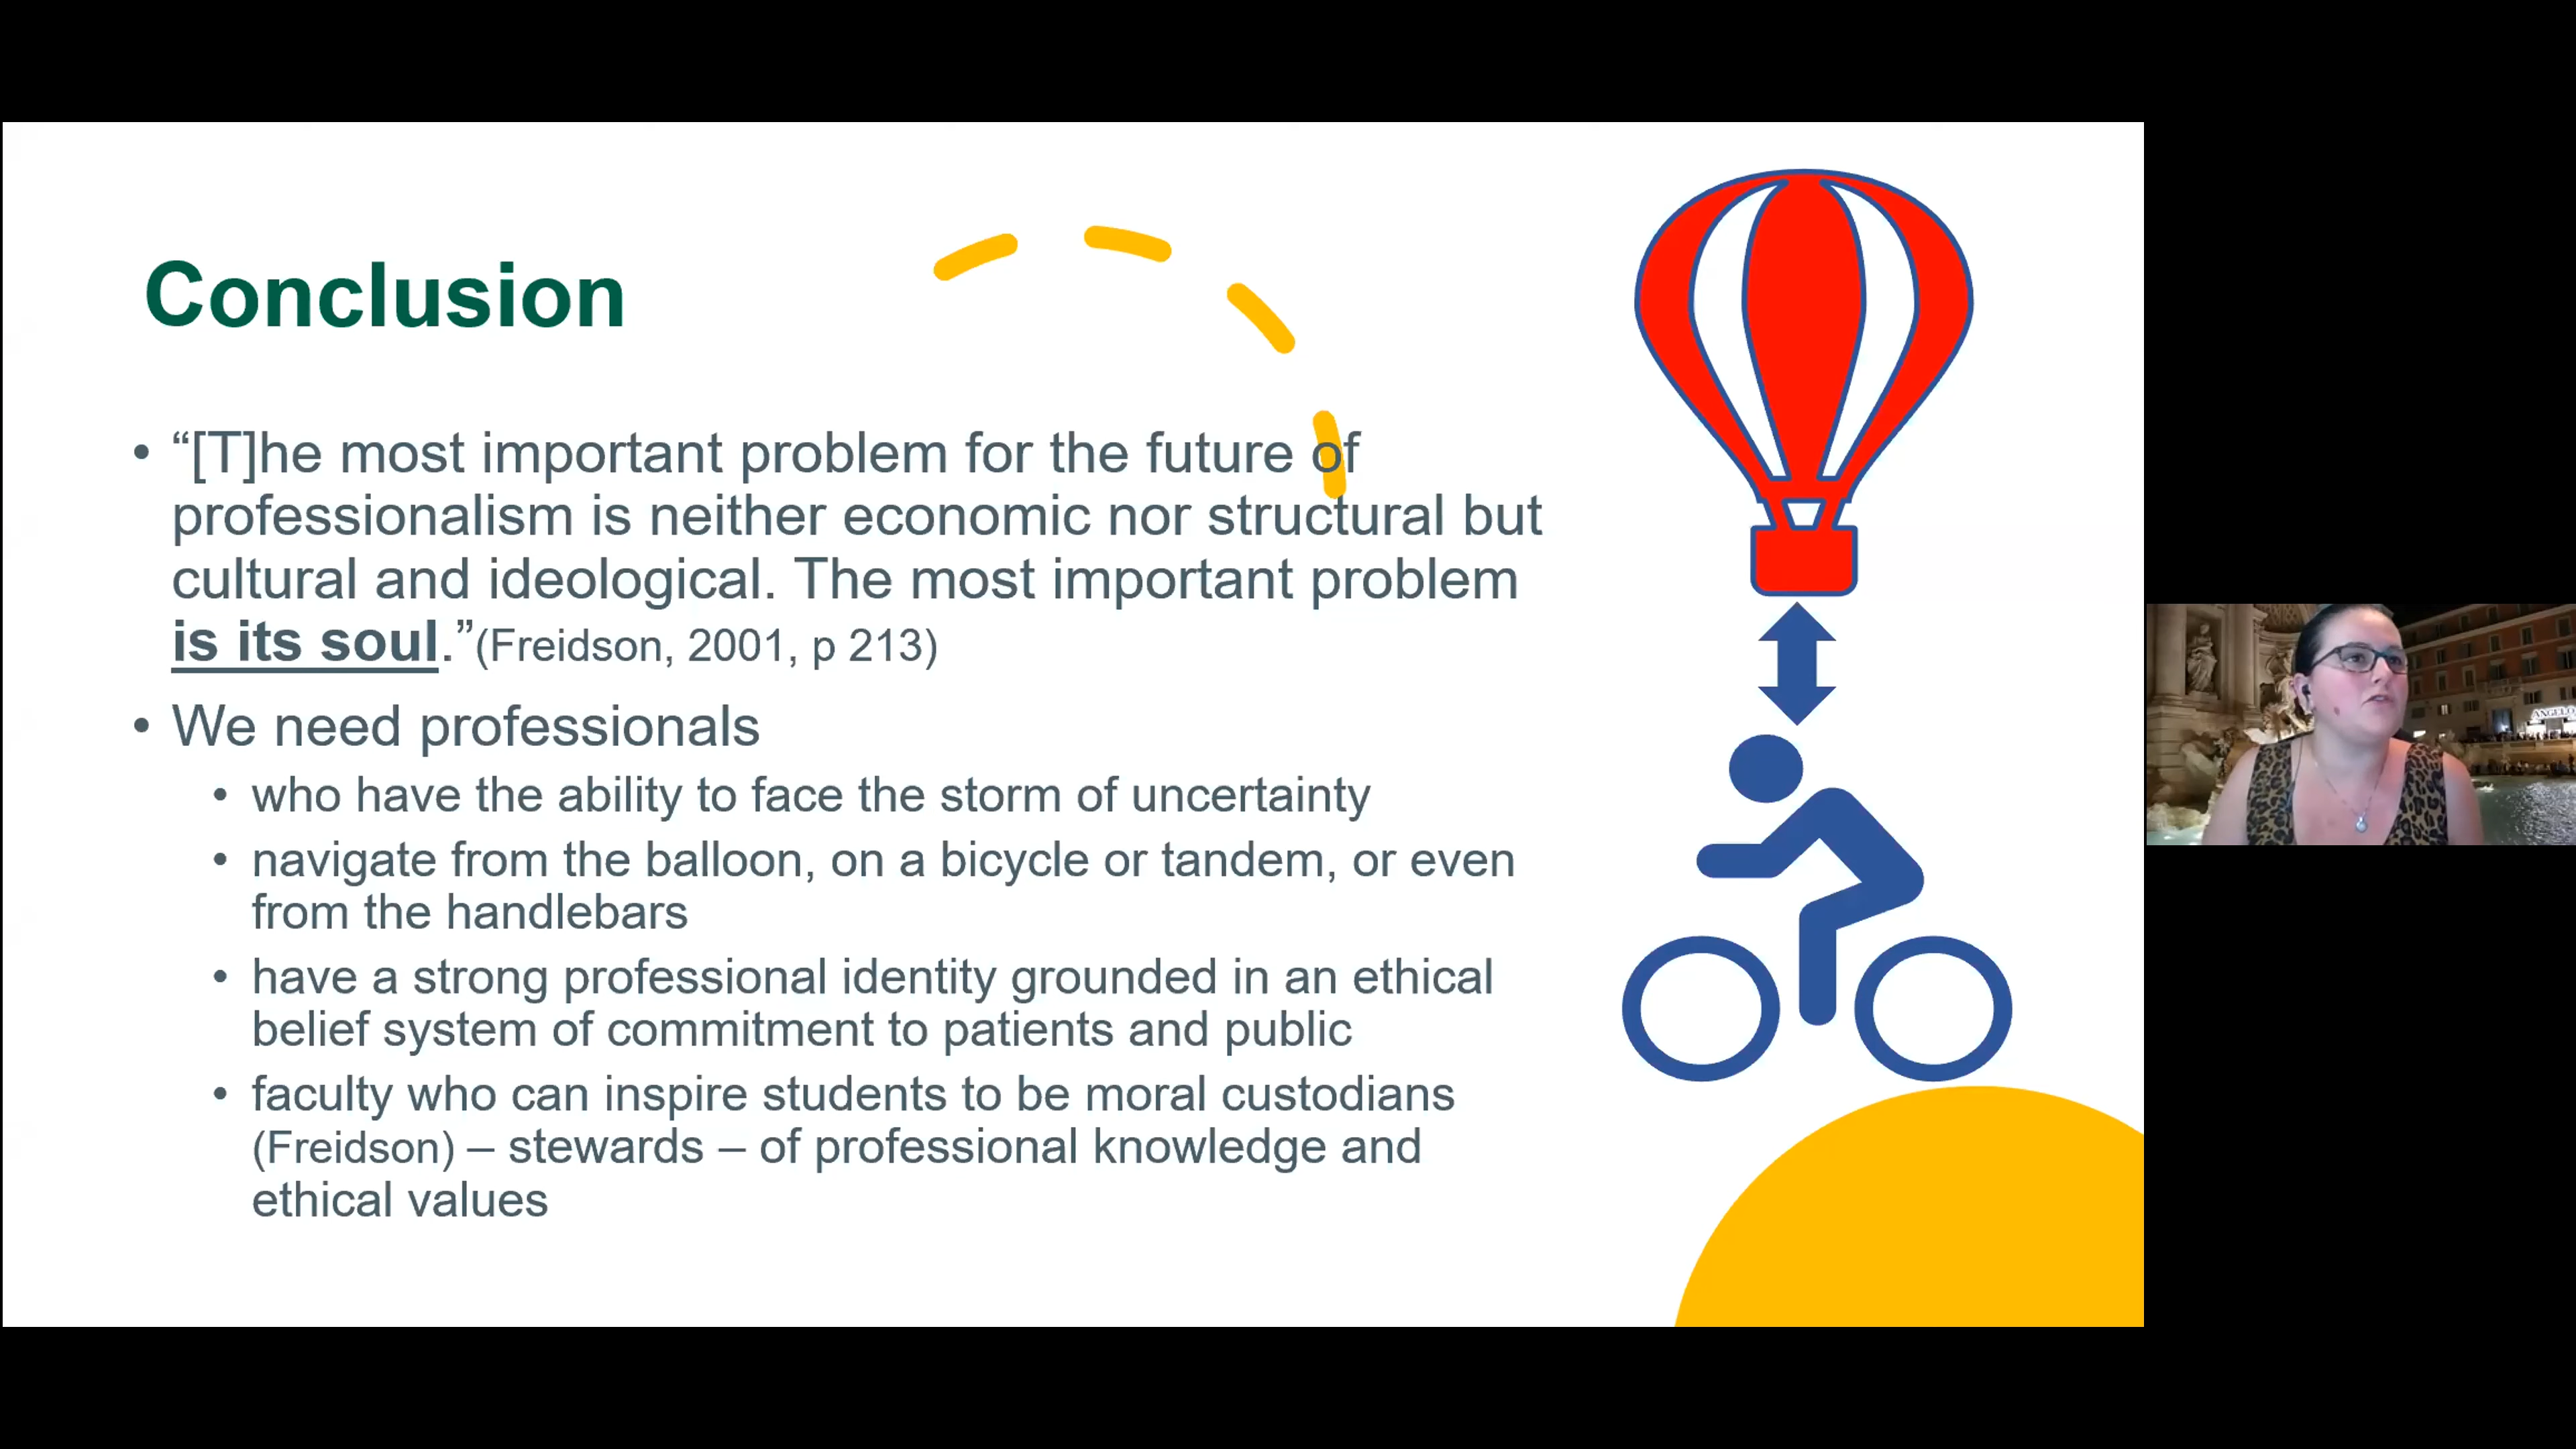 Conclusion
• “[T]he most important problem for the future of
professionalism is neither economic nor structural but
cultural and ideological. The most important problem
is its soul.”(Freidson, 2001, p 213)
• We need professionals
• who have the ability to face the storm of uncertainty
• navigate from the balloon, on a bicycle or tandem, or even
from the handlebars
• have a strong professional identity grounded in an ethical
belief system of commitment to patients and public
• faculty who can inspire students to be moral custodians
(Freidson) – stewards – of professional knowledge and
ethical values
ANGELO